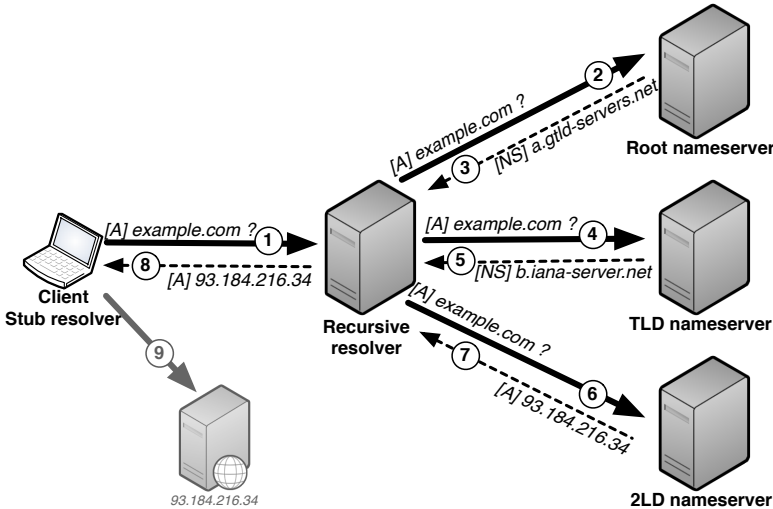 [A] example.com ?
2
[NS] a.gtld-servers.net
3
Root nameserver
[A] example.com ?
1
8
[A] 93.184.216.34
Client
Stub resolver
Recursive
resolver
[A] example.com ?
4
5
[NS] b.iana-server.net
TLD nameserver
[A] example.com ?
6
7
[A] 93.184.216.34
2LD nameserver
9
93.184.216.34